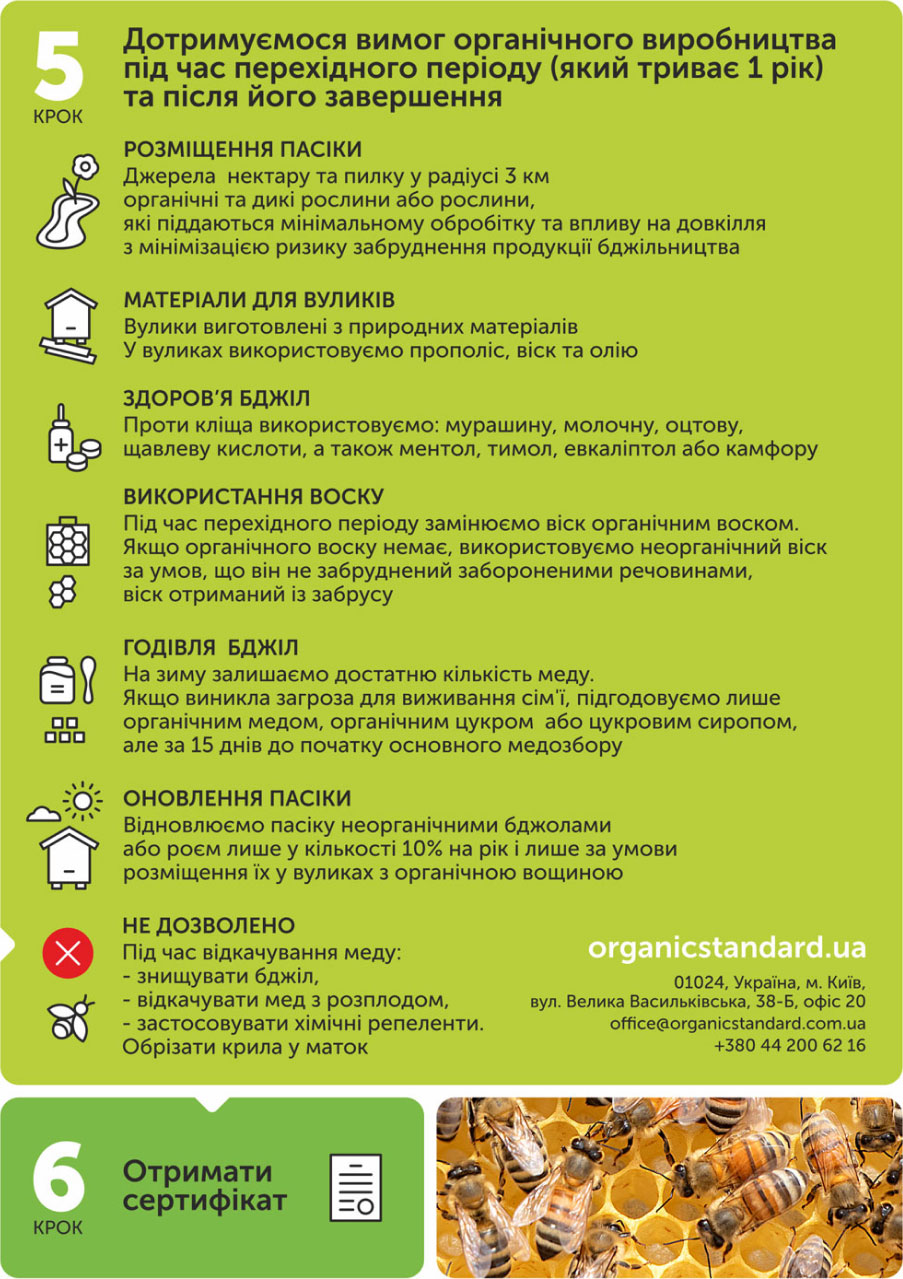 5
КРОК
Дотримуємося вимог органічного виробництва
під час перехідного періоду (який триває 1 рік)
та після його завершення
РОЗМІЩЕННЯ ПАСІКИ
Джерела нектару та пилку у радіусі 3 км
органічні та дикі рослини або рослини,
які піддаються мінімальному обробітку та впливу на довкілля
з мінімізацією ризику забруднення продукції бджільництва
МАТЕРІАЛИ ДЛЯ ВУЛИКІВ
Вулики виготовлені з природних матеріалів
У вуликах використовуємо прополіс, віск та олію
ЗДОРОВ'Я БДЖІЛ
Проти кліща використовуємо: мурашину, молочну, оцтову,
щавлеву кислоти, а також ментол, тимол, евкаліптол або камфору
ВИКОРИСТАННЯ ВОСКУ
Під час перехідного періоду замінюємо віск органічним воском.
Якщо органічного воску немає, використовуємо неорганічний віск
за умов, що він не забруднений забороненими речовинами,
віск отриманий із забрусу
ГОДІВЛЯ БДЖІЛ
На зиму залишаємо достатню кількість меду.
Якщо виникла загроза для виживання сім'ї, підгодовуємо лише
органічним медом, органічним цукром або цукровим сиропом,
але за 15 днів до початку основного медозбору
ОНОВЛЕННЯ ПАСІКИ
Відновлюємо пасіку неорганічними бджолами
або роєм лише у кількості 10% на рік і лише за умови
розміщення їх у вуликах з органічною вощиною
НЕ ДОЗВОЛЕНО
Під час відкачування меду:
- знищувати бджіл,
- відкачувати мед з розплодом,
- застосовувати хімічні репеленти.
Обрізати крила у маток
organicstandard.ua
01024, Україна, м. Київ,
вул. Велика Васильківська, 38-Б, офіс 20
office@organicstandard.com.ua
+380 44 200 62 16
6
КРОК
Отримати
сертифікат